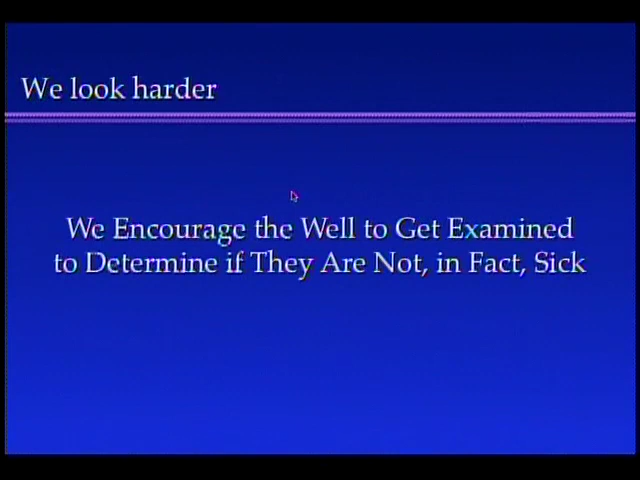 We look harder
We Encourage the Well to Get Examined
to Determine if They Are Not, in Fact, Sick